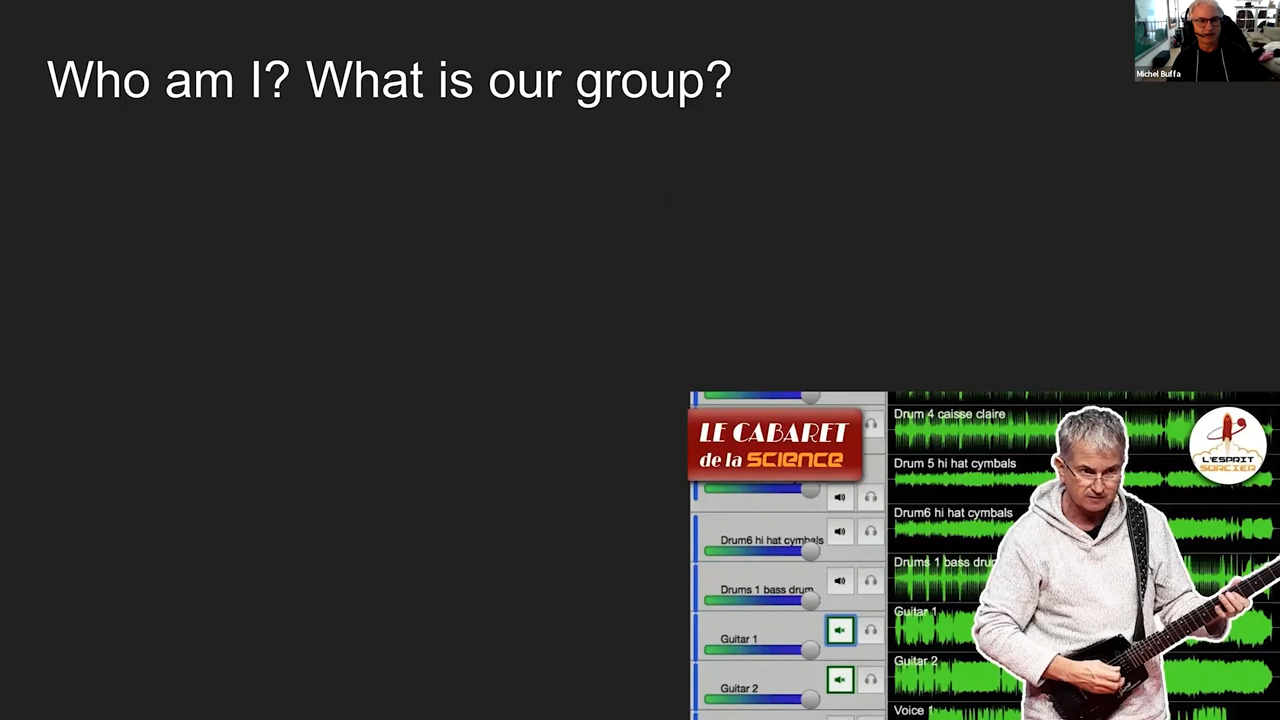 Who am I? What is our group?
Michel Buffa
LE CABARET
de la SCIENCE
Drum6 hi hat cymbals
Drums 1 bass drum
Guitar 1
Guitar 2
Drum 4 caisse claire
Drum 5 hi hat cymbals
Drum6 hi hat cymbals
Drums 1 bass drum
Guitar 1
Guitar 2
Voice 1
L'ESPRIT
SORCIER